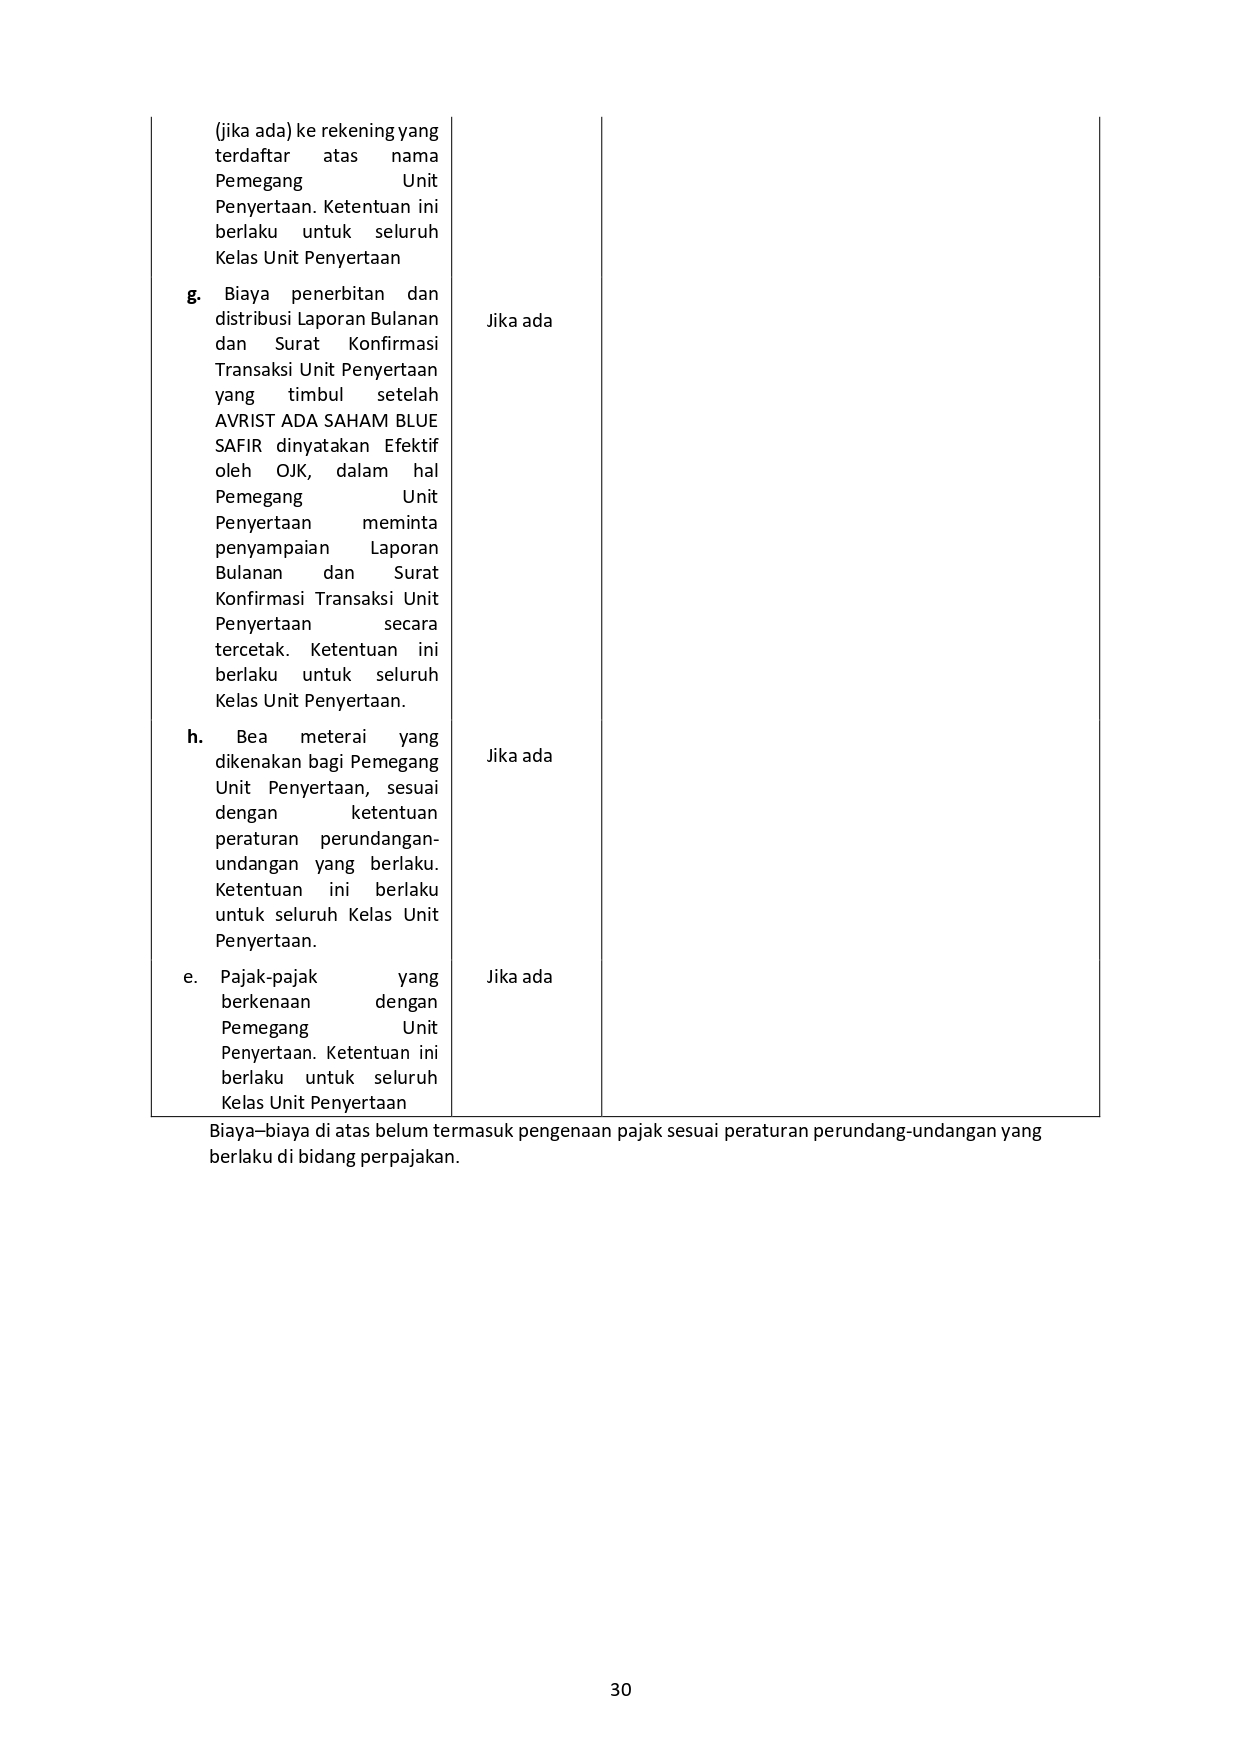 (jika ada) ke rekening yang
terdaftar atas nama
Pemegang Unit
Penyertaan. Ketentuan ini
berlaku untuk seluruh
Kelas Unit Penyertaan
g. Biaya penerbitan dan
distribusi Laporan Bulanan
Jika ada
dan Surat Konfirmasi
Transaksi Unit Penyertaan
yang timbul setelah
AVRIST ADA SAHAM BLUE
SAFIR dinyatakan Efektif
oleh OJK, dalam hal
Pemegang Unit
Penyertaan meminta
penyampaian Laporan
Bulanan dan Surat
Konfirmasi Transaksi Unit
Penyertaan secara
tercetak. Ketentuan ini
berlaku untuk seluruh
Kelas Unit Penyertaan.
h. Bea meterai yang
Jika ada
dikenakan bagi Pemegang
Unit Penyertaan, sesuai
dengan ketentuan
peraturan perundangan-
undangan yang berlaku.
Ketentuan ini berlaku
untuk seluruh Kelas Unit
Penyertaan.
e. Pajak-pajak yang
Jika ada
berkenaan dengan
Pemegang Unit
Penyertaan. Ketentuan ini
berlaku untuk seluruh
Kelas Unit Penyertaan
Biaya–biaya di atas belum termasuk pengenaan pajak sesuai peraturan perundang-undangan yang
berlaku di bidang perpajakan.
30